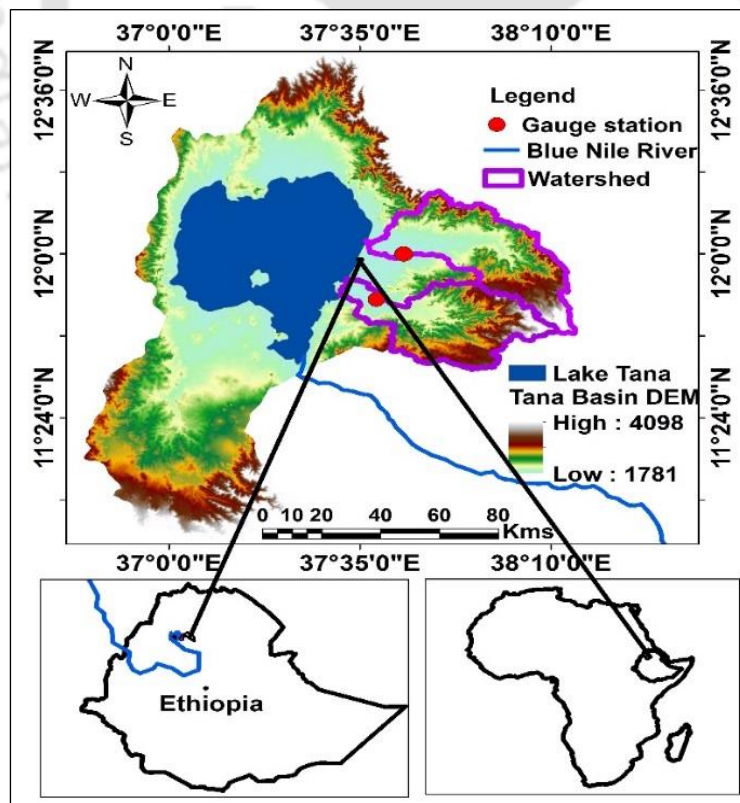 37°0'0"E 37°35'0"E 38°10'0"E
12°36'0"N
12°36'0"N
N
W E
S
Legend
Gauge station
Blue Nile River
Watershed
12°0'0"N
12°0'0"N
Lake Tana
Tana Basin DEM
High : 4098
Low : 1781
11°24'0"N
11°24'0"N
0 10 20 40 60 80
Kms
37°0'0"E 37°35'0"E 38°10'0"E
Ethiopia